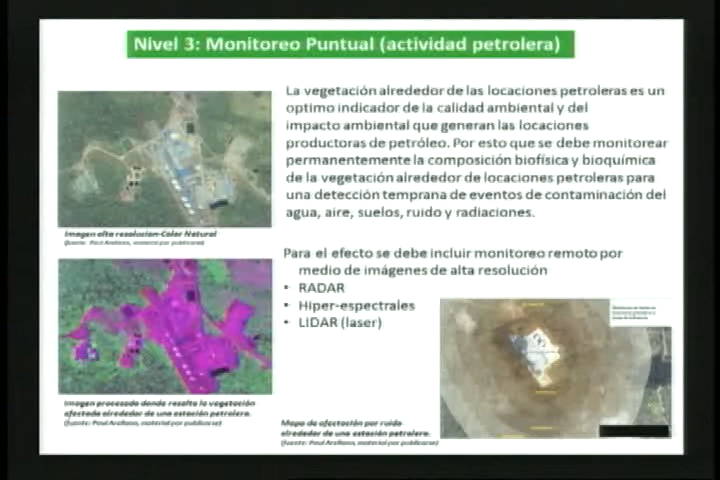 Nivel 3: Monitoreo Puntual (actividad petrolera)
La vegetación alrededor de las locaciones petroleras es un
optimo indicador de la calidad ambiental y del
impacto ambiental que generan las locaciones
productoras de petróleo. Por esto que se debe monitorear
permanentemente la composición biofísica y bioquímica
de la vegetación alrededor de locaciones petroleras para
una detección temprana de eventos de contaminación del
agua, aire, suelos, ruido y radiaciones.
Imagen alta resolucion-Color Natural
(fuente: Paul Arellano, material por publicarse)
Para el efecto se debe incluir monitoreo remoto por
medio de imágenes de alta resolución
• RADAR
• Hiper-espectrales
• LIDAR (laser)
Imagen procesada donde resalta la vegetación
afectada alrededor de una estación petrolera.
(fuente: Paul Arellano, material por publicarse)
Mapa de afectación por ruido
alrededor de una estación petrolera.
(fuente: Paul Arellano, material por publicarse)